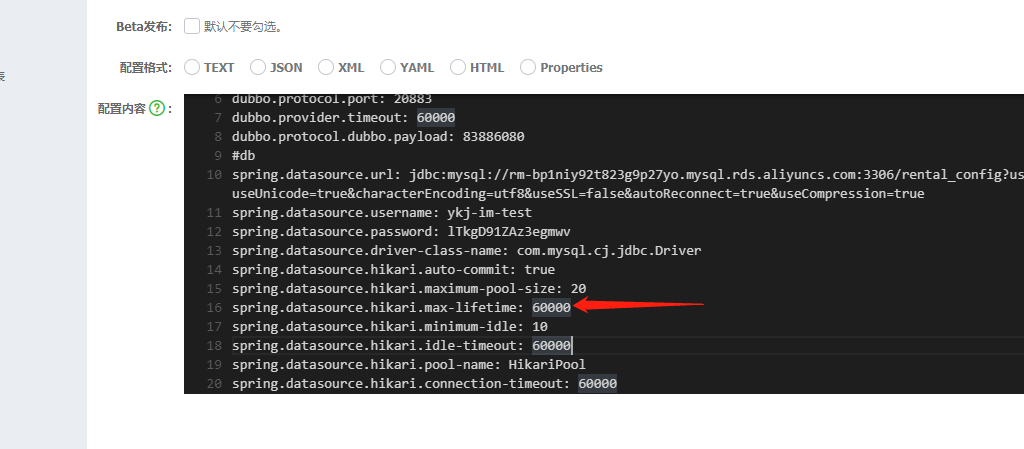 Beta发布: 默认不要勾选。
表
配置格式: TEXT JSON XML YAML HTML Properties
配置内容 ? :
6 dubbo.protocol.port: 20883
7 dubbo.provider.timeout: 60000
8 dubbo.protocol.dubbo.payload: 83886080
9 #db
10 spring.datasource.url: jdbc:mysql://rm-bp1niy92t823g9p27yo.mysql.rds.aliyuncs.com:3306/rental_config?us
useUnicode=true&characterEncoding=utf8&useSSL=false&autoReconnect=true&useCompression=true
11 spring.datasource.username: ykj-im-test
12 spring.datasource.password: lTkgD91ZAz3egmwv
13 spring.datasource.driver-class-name: com.mysql.cj.jdbc.Driver
14 spring.datasource.hikari.auto-commit: true
15 spring.datasource.hikari.maximum-pool-size: 20
16 spring.datasource.hikari.max-lifetime: 60000
17 spring.datasource.hikari.minimum-idle: 10
18 spring.datasource.hikari.idle-timeout: 60000
19 spring.datasource.hikari.pool-name: HikariPool
20 spring.datasource.hikari.connection-timeout: 60000